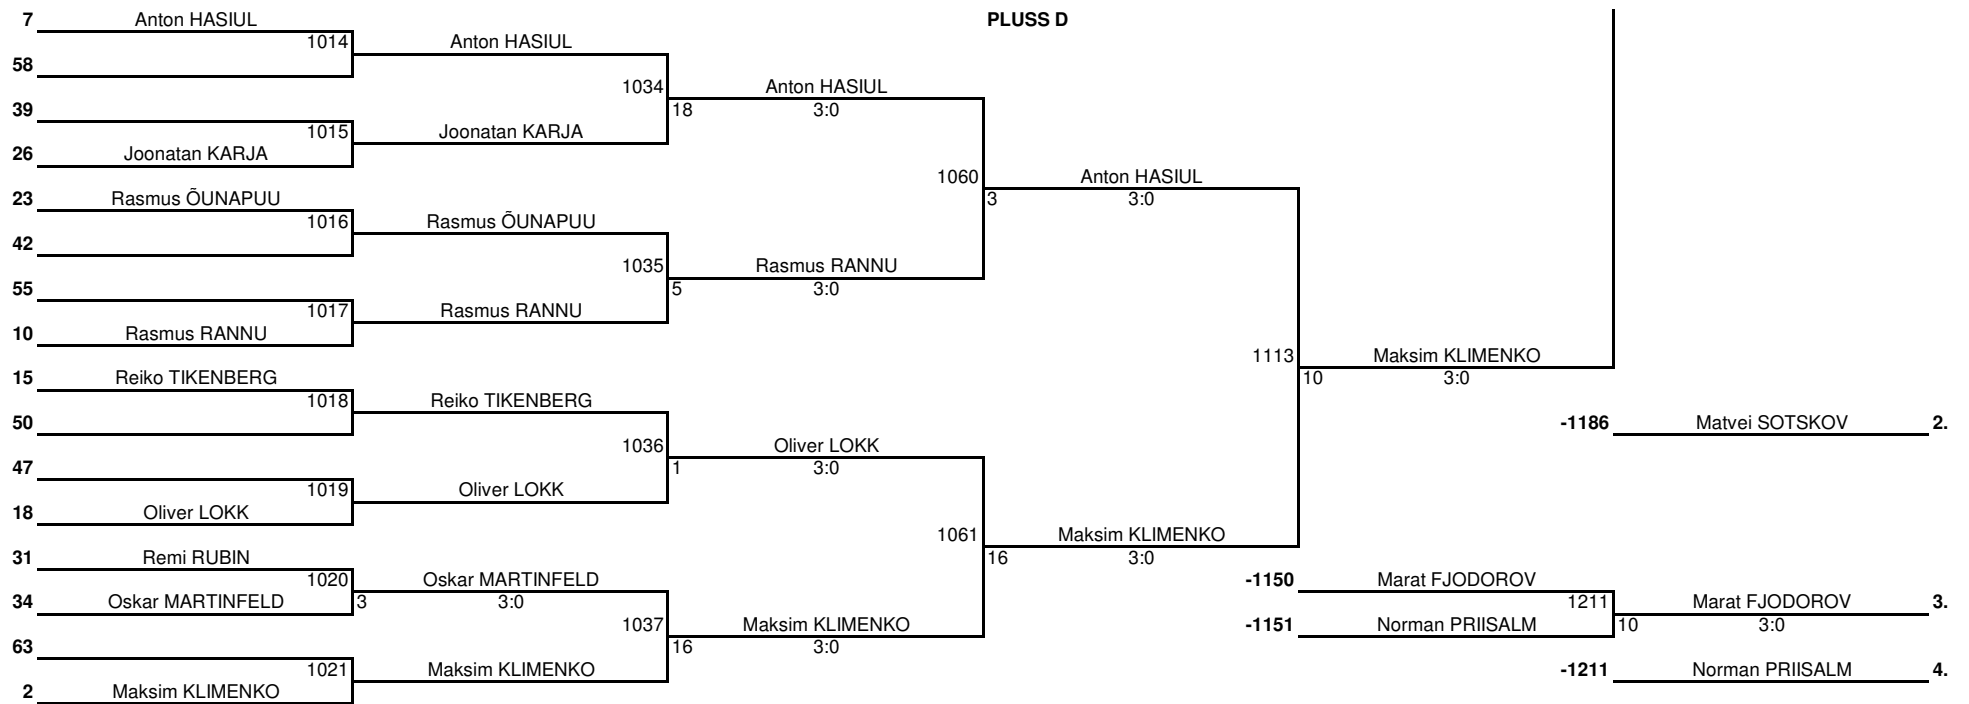 7 Anton HASIUL PLUSS D
1014 Anton HASIUL
58
1034 Anton HASIUL
39 18 3:0
1015 Joonatan KARJA
26 Joonatan KARJA
1060 Anton HASIUL
23 Rasmus ÕUNAPUU 3 3:0
1016 Rasmus ÕUNAPUU
42
1035 Rasmus RANNU
55 5 3:0
1017 Rasmus RANNU
10 Rasmus RANNU
1113 Maksim KLIMENKO
15 Reiko TIKENBERG 10 3:0
1018 Reiko TIKENBERG
50 -1186 Matvei SOTSKOV 2.
1036 Oliver LOKK
47 1 3:0
1019 Oliver LOKK
18 Oliver LOKK
1061 Maksim KLIMENKO
31 Remi RUBIN 16 3:0
1020 Oskar MARTINFELD -1150 Marat FJODOROV
34 Oskar MARTINFELD 3 3:0 1211 Marat FJODOROV 3.
1037 Maksim KLIMENKO -1151 Norman PRIISALM 10 3:0
63 16 3:0
1021 Maksim KLIMENKO -1211 Norman PRIISALM 4.
2 Maksim KLIMENKO